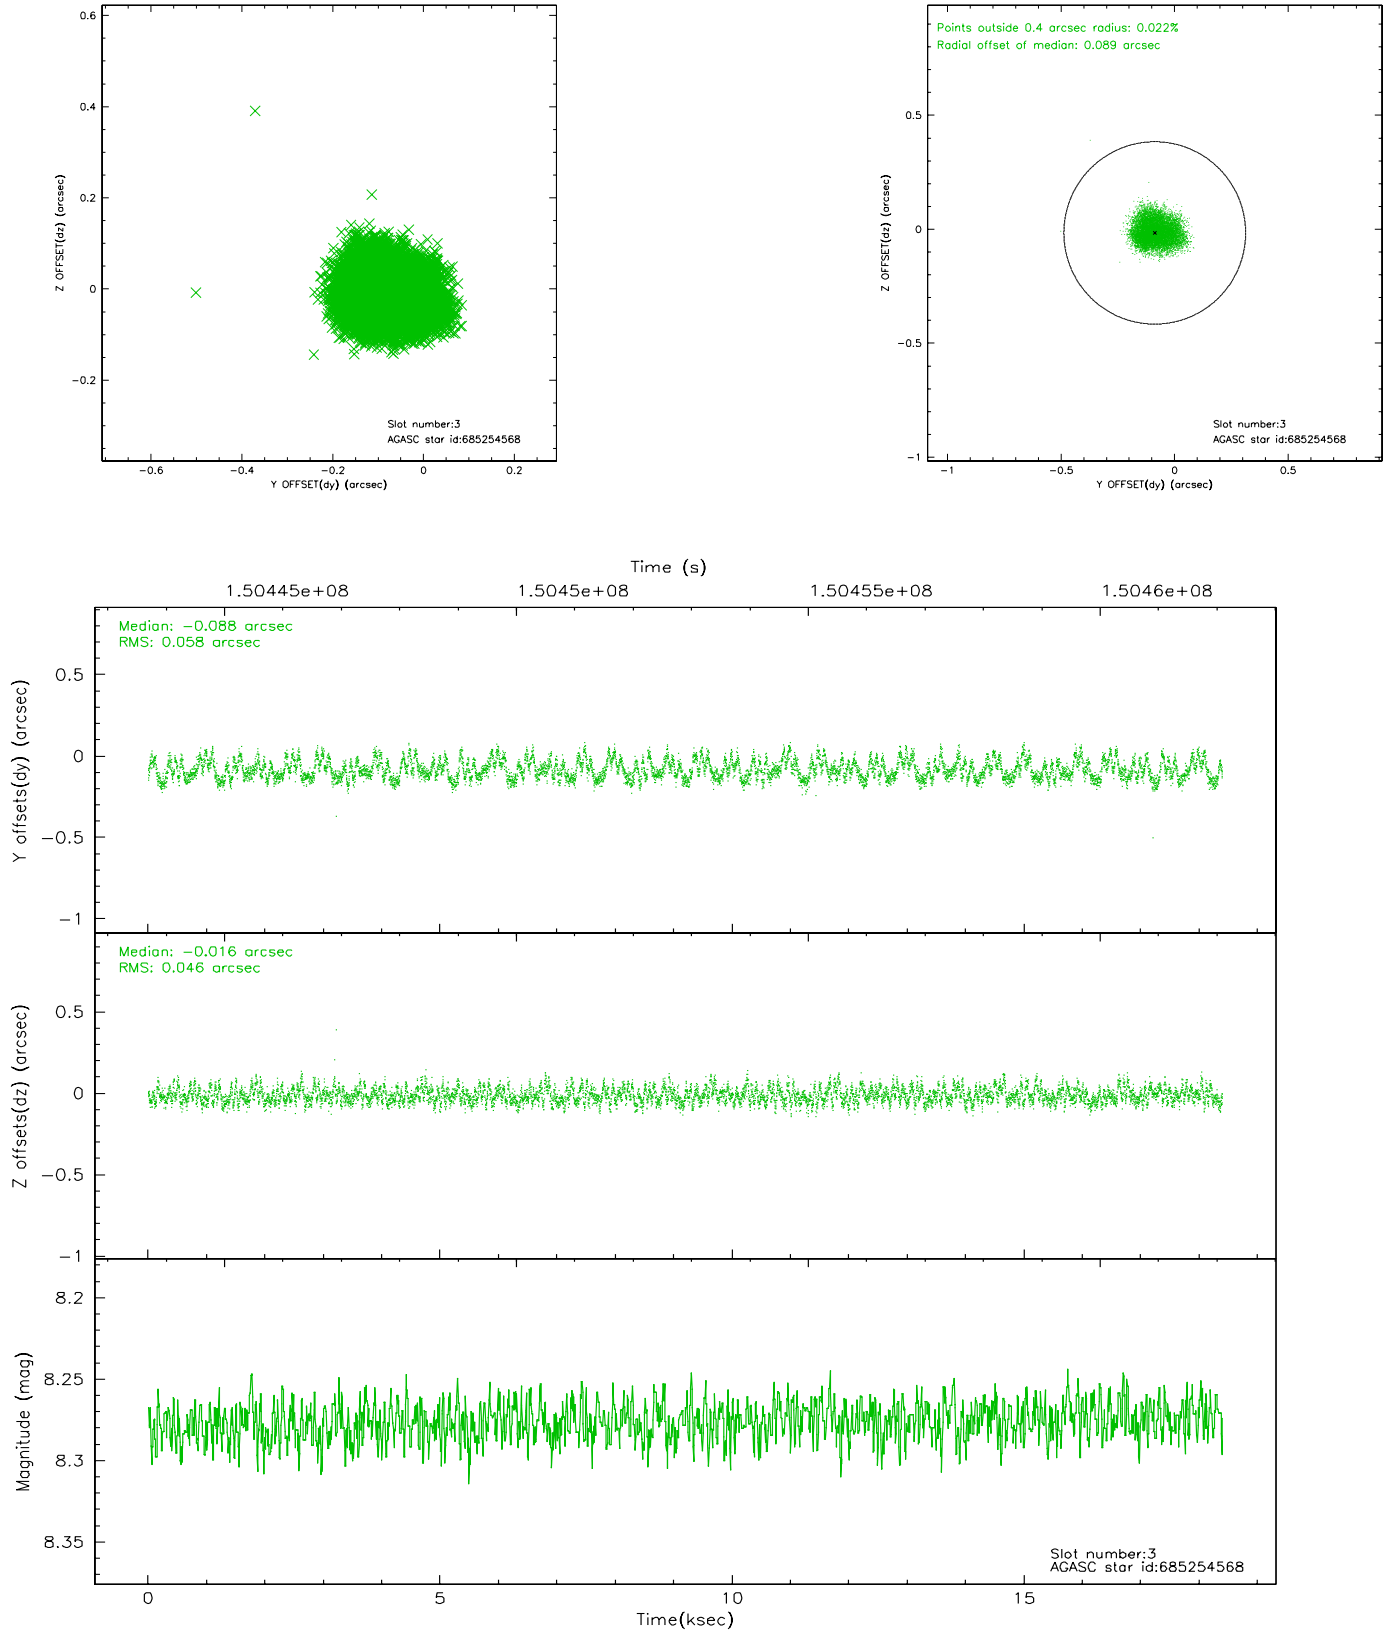 0.6
0.4
0.2
0
−0.2
Z OFFSET(dz) (arcsec)
Slot number:3
AGASC star id:685254568
−0.6 −0.4 −0.2 0 0.2
Y OFFSET(dy) (arcsec)
Points outside 0.4 arcsec radius: 0.022%
Radial offset of median: 0.089 arcsec
0.5
0
−0.5
−1
Z OFFSET(dz) (arcsec)
Slot number:3
AGASC star id:685254568
−1 −0.5 0 0.5
Y OFFSET(dy) (arcsec)
Time (s)
1.50445e+08 1.5045e+08 1.50455e+08 1.5046e+08
Median: −0.088 arcsec
RMS: 0.058 arcsec
0.5
0
−0.5
−1
Y offsets(dy) (arcsec)
Median: −0.016 arcsec
RMS: 0.046 arcsec
0.5
0
−0.5
−1
Z offsets(dz) (arcsec)
8.2
8.25
8.3
8.35
Magnitude (mag)
Slot number:3
AGASC star id:685254568
0 5 10 15
Time(ksec)